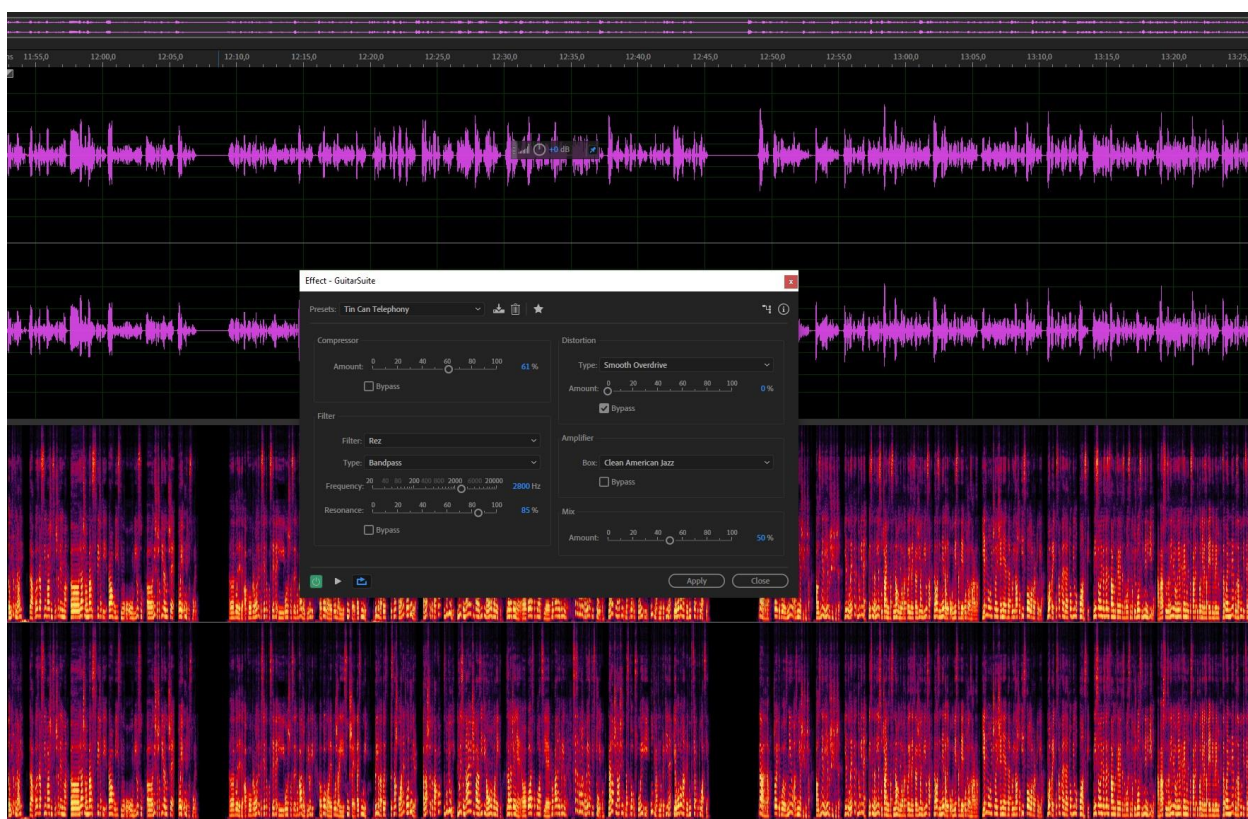 ms 11:55,0 12:00,0 12:05,0 12:10,0 12:15,0 12:20,0 12:25,0 12:30,0 12:35,0 12:40,0 12:45,0 12:50,0 12:55,0 13:00,0 13:05,0 13:10,0 13:15,0 13:20,0 13:25,
+0 dB
Effect - GuitarSuite x
Presets: Tin Can Telephony
Compressor
0 20 40 60 80 100
Amount: 61 %
Bypass
Filter
Filter: Rez
Type: Bandpass
20 40 80 200 400 800 2000 6000 20000
Frequency: 2800 Hz
0 20 40 60 80 100
Resonance: 85 %
Bypass
Distortion
Type: Smooth Overdrive
0 20 40 60 80 100
Amount: 0 %
Bypass
Amplifier
Box: Clean American Jazz
Bypass
Mix
0 20 40 60 80 100
Amount: 50 %
Apply Close